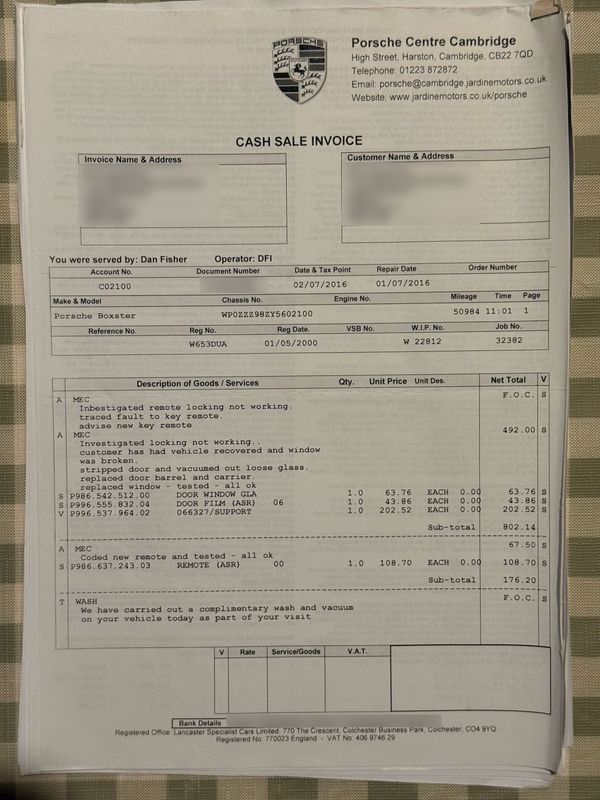 PORSCHE
Porsche Centre Cambridge
High Street, Harston, Cambridge, CB22 7QD
Telephone: 01223 872872
Email: porsche@cambridge.jardinemotors.co.uk
Website: www.jardinemotors.co.uk/porsche
CASH SALE INVOICE
Invoice Name & Address
Customer Name & Address
You were served by: Dan Fisher Operator: DFI
Account No. Document Number Date & Tax Point Repair Date Order Number
C02100 02/07/2016 01/07/2016
Make & Model Chassis No. Engine No. Mileage Time Page
Porsche Boxster WP0ZZZ98ZY5602100 50984 11:01 1
Reference No. Reg No. Reg Date. VSB No. W.I.P. No. Job No.
W653DUA 01/05/2000 W 22812 32382
Description of Goods / Services Qty. Unit Price Unit Des. Net Total V
A MEC F.O.C. S
Inbestigated remote locking not working.
traced fault to key remote.
advise new key remote
A MEC 492.00 S
Investigated locking not working..
customer has had vehicle recovered and window
was broken.
stripped door and vacuumed out loose glass.
replaced door barrel and carrier.
replaced window - tested - all ok
S P986.542.512.00 DOOR WINDOW GLA 1.0 63.76 EACH 0.00 63.76 S
S P996.555.832.04 DOOR FILM (ASR) 06 1.0 43.86 EACH 0.00 43.86 S
V P996.537.964.02 066327/SUPPORT 1.0 202.52 EACH 0.00 202.52 S
Sub-total 802.14
A MEC 67.50 S
Coded new remote and tested - all ok
S P986.637.243.03 REMOTE (ASR) 00 1.0 108.70 EACH 0.00 108.70 S
Sub-total 176.20
T WASH F.O.C. S
We have carried out a complimentary wash and vacuum
on your vehicle today as part of your visit
V Rate Service/Goods V.A.T.
Bank Details
Registered Office Lancaster Specialist Cars Limited, 770 The Crescent, Colchester Business Park, Colchester, CO4 9YQ
Registered No: 770023 England - VAT No: 406 9746 29